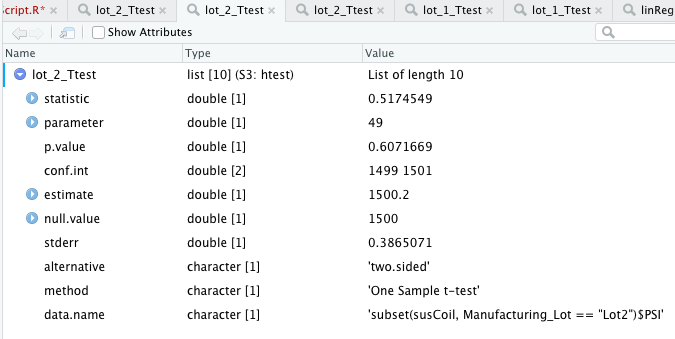 Script.R* × lot_2_Ttest × lot_2_Ttest × lot_2_Ttest × lot_1_Ttest × lot_1_Ttest × linReg
Show Attributes
Name Type Value
lot_2_Ttest list [10] (S3: htest) List of length 10
statistic double [1] 0.5174549
parameter double [1] 49
p.value double [1] 0.6071669
conf.int double [2] 1499 1501
estimate double [1] 1500.2
null.value double [1] 1500
stderr double [1] 0.3865071
alternative character [1] 'two.sided'
method character [1] 'One Sample t-test'
data.name character [1] 'subset(susCoil, Manufacturing_Lot == "Lot2")$PSI'